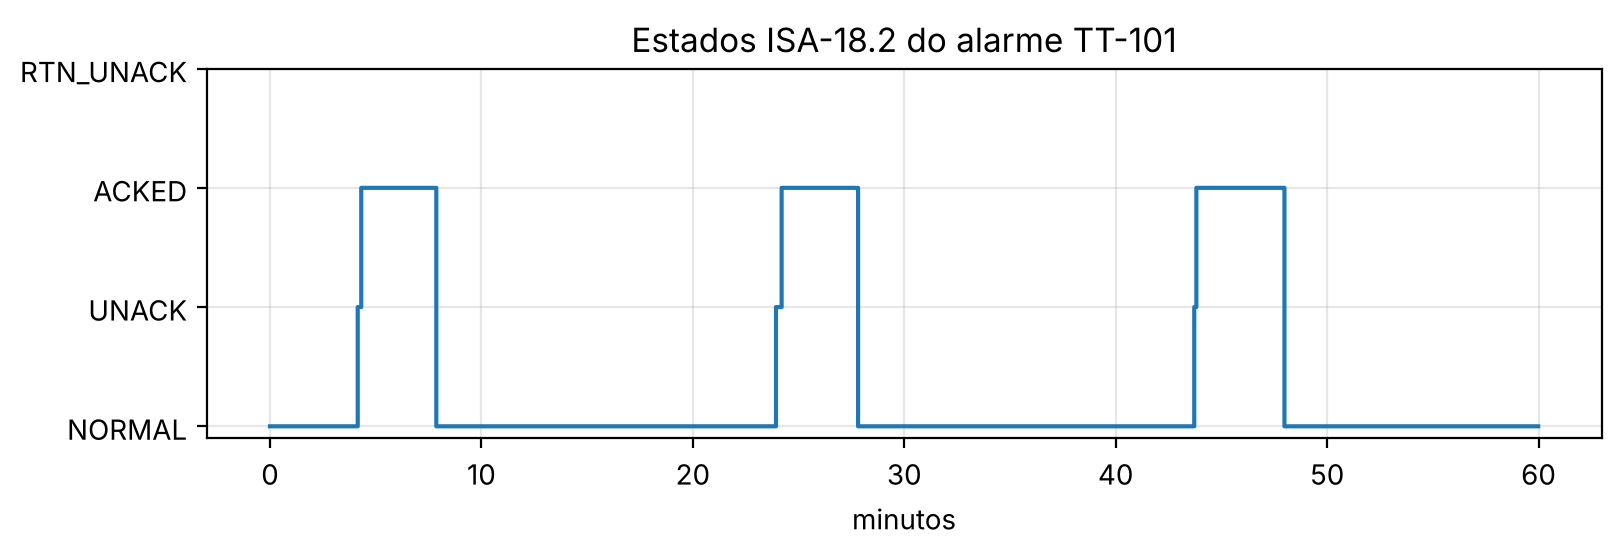 Estados ISA-18.2 do alarme TT-101
RTN_UNACK
ACKED
UNACK
NORMAL
0 10 20 30 40 50 60
minutos